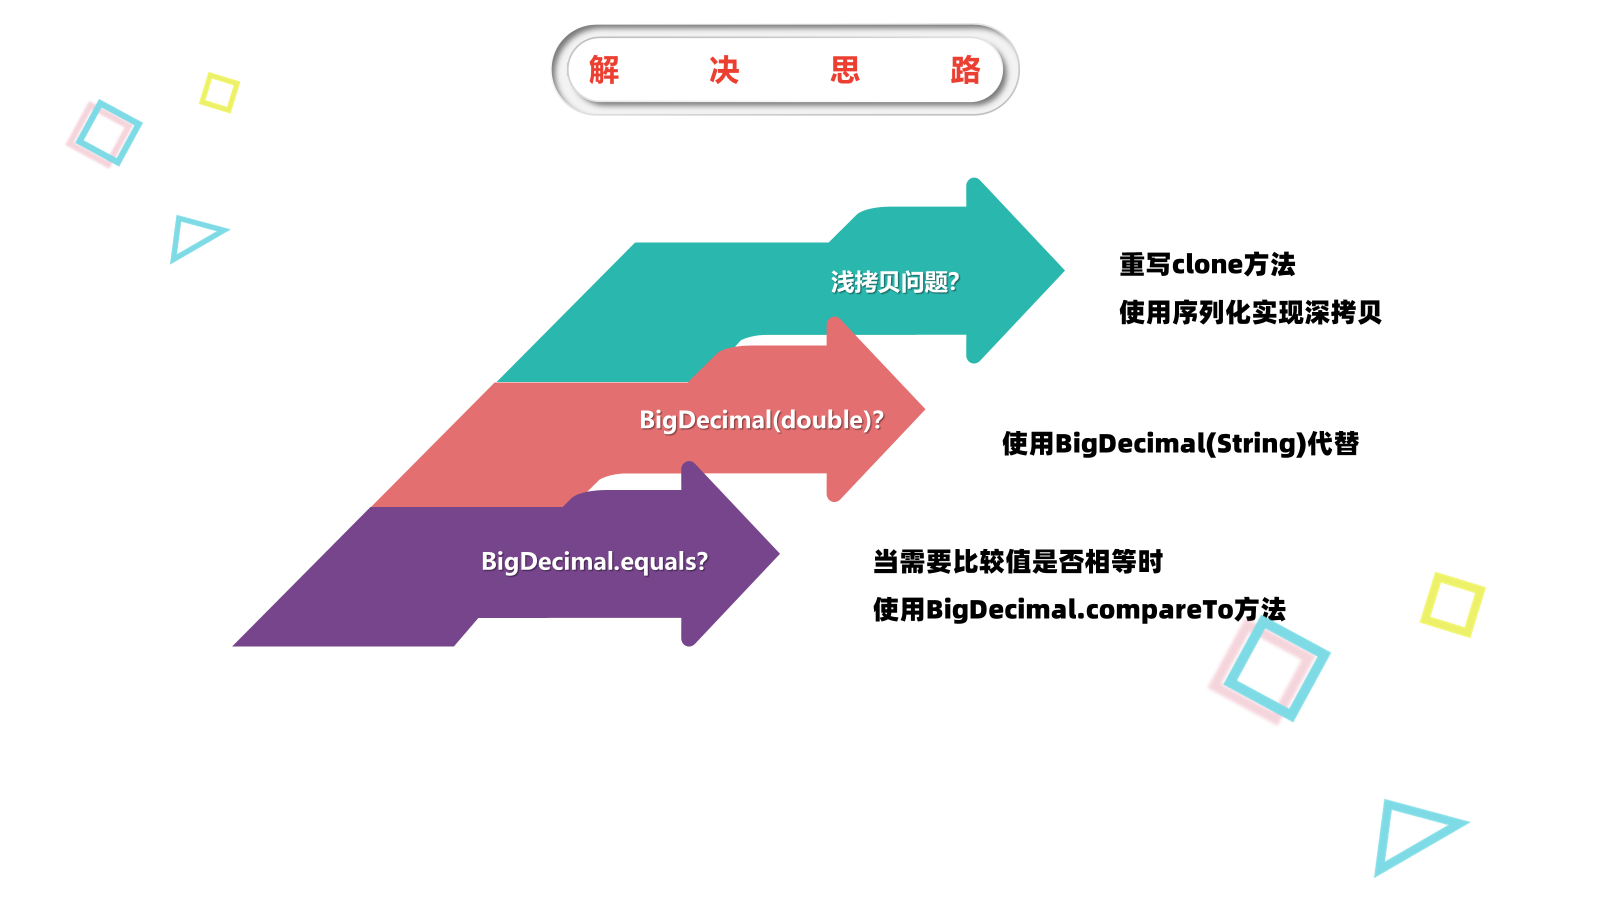 解 决 思 路
浅拷贝问题?
重写clone方法
使用序列化实现深拷贝
BigDecimal(double)?
使用BigDecimal(String)代替
BigDecimal.equals?
当需要比较值是否相等时
使用BigDecimal.compareTo方法